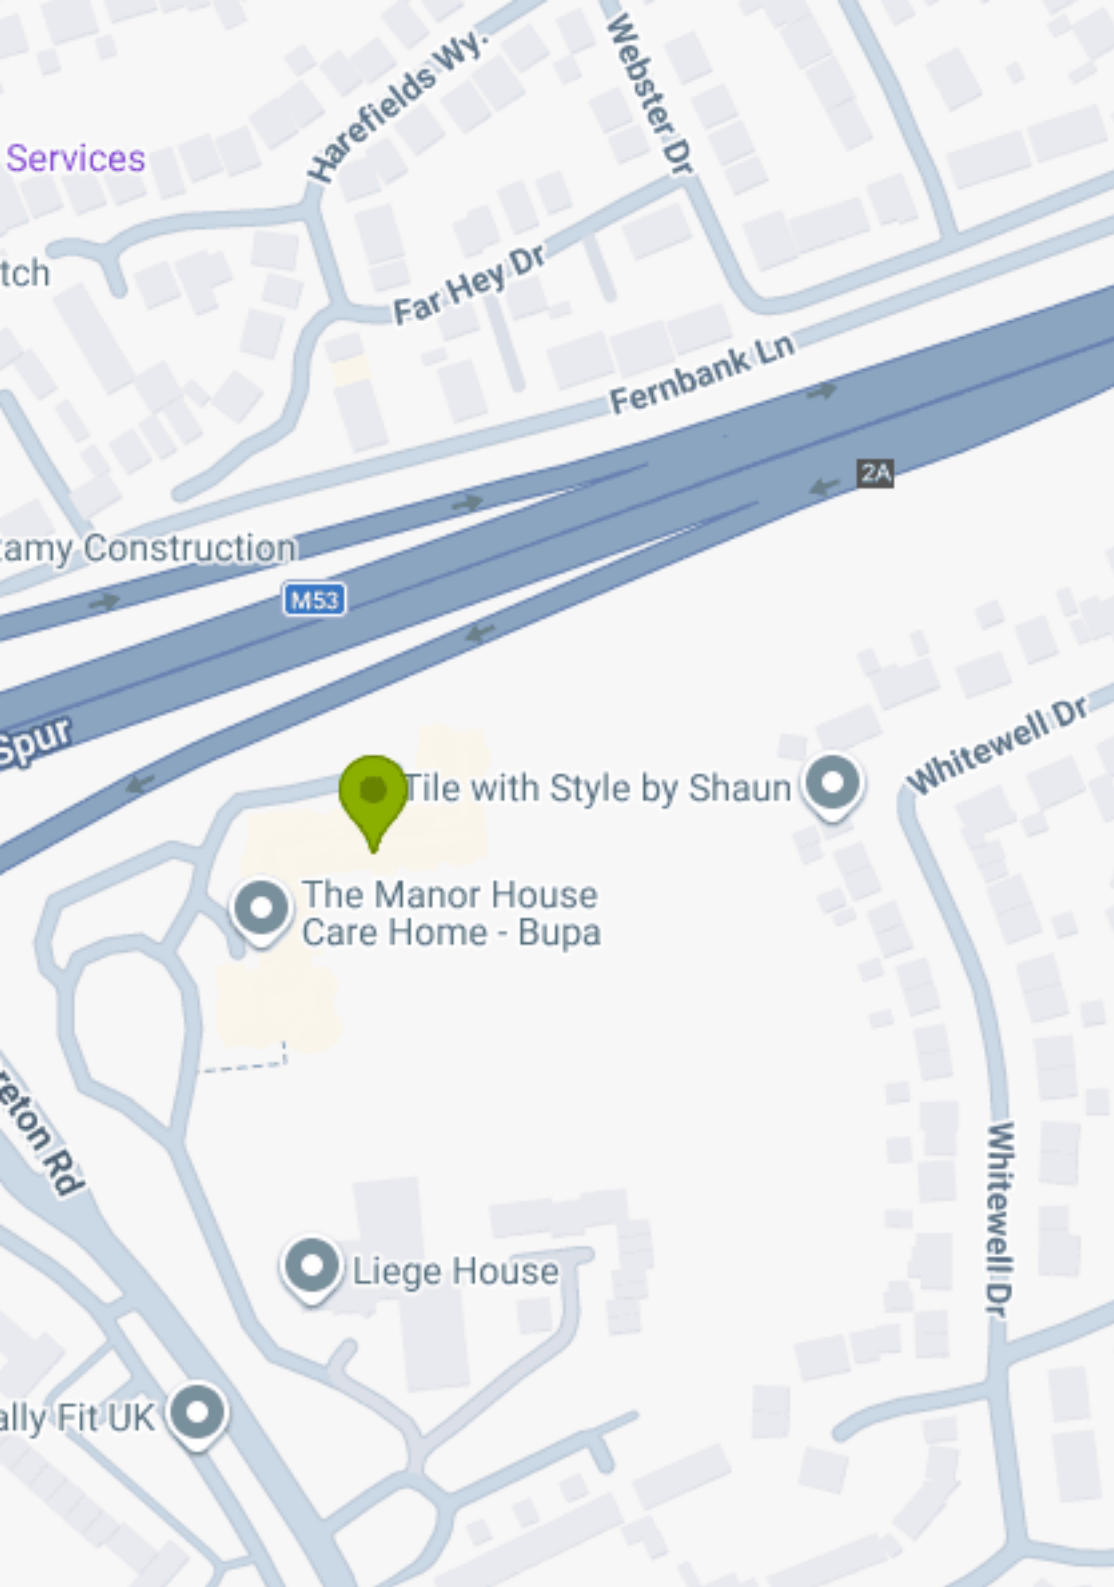 Harefields Wy.
Webster Dr
Services
tch
Far Hey Dr
Fernbank Ln
2A
tamy Construction
M53
Spur
Whitewell Dr
Tile with Style by Shaun
The Manor House
Care Home - Bupa
reton Rd
Whitewell Dr
Liege House
ally Fit UK